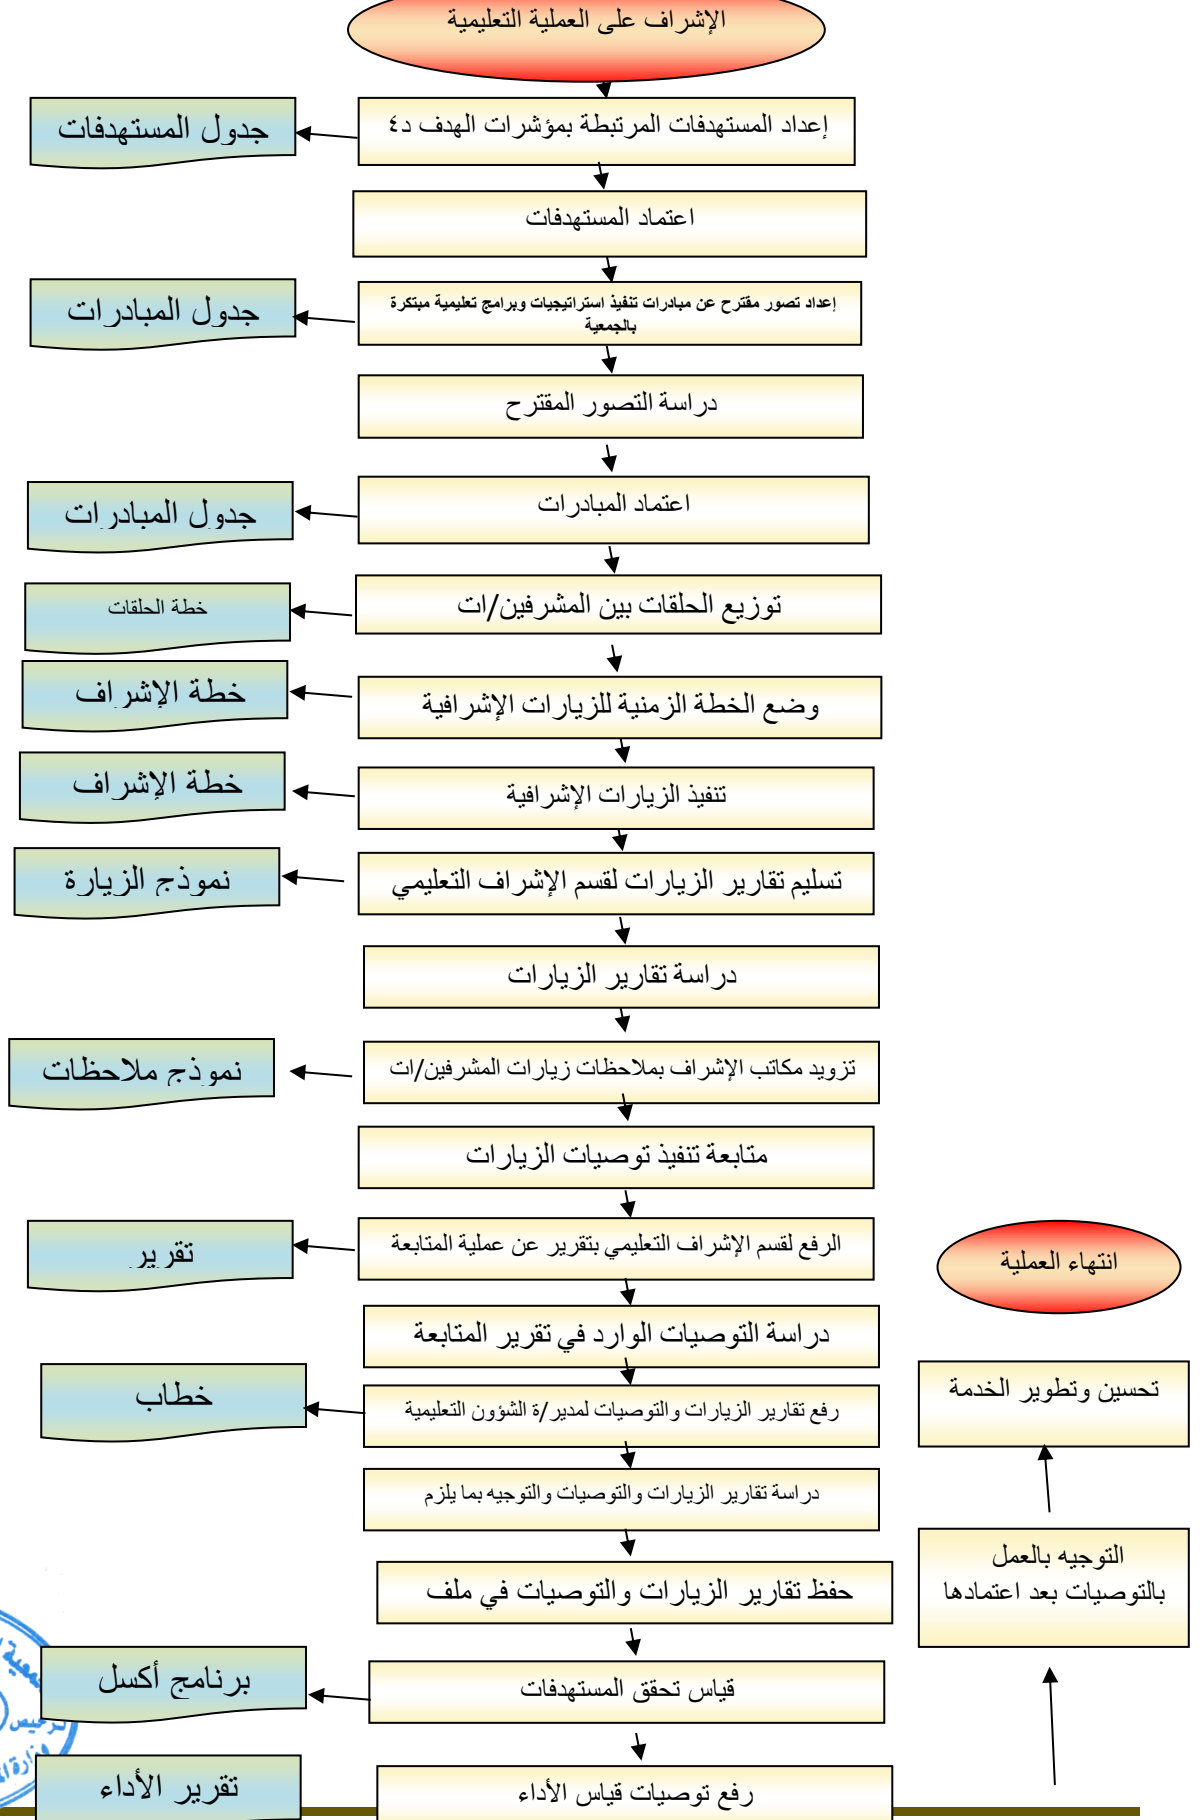 الإشراف على العملية التعليمية
إعداد المستهدفات المرتبطة بمؤشرات الهدف د٤
جدول المستهدفات
اعتماد المستهدفات
إعداد تصور مقترح عن مبادرات تنفيذ استراتيجيات وبرامج تعليمية مبتكرة
بالجمعية
جدول المبادرات
دراسة التصور المقترح
اعتماد المبادرات
جدول المبادرات
توزيع الحلقات بين المشرفين/ات
خطة الحلقات
وضع الخطة الزمنية للزيارات الإشرافية
خطة الإشراف
تنفيذ الزيارات الإشرافية
خطة الإشراف
تسليم تقارير الزيارات لقسم الإشراف التعليمي
نموذج الزيارة
دراسة تقارير الزيارات
تزويد مكاتب الإشراف بملاحظات زيارات المشرفين/ات
نموذج ملاحظات
متابعة تنفيذ توصيات الزيارات
الرفع لقسم الإشراف التعليمي بتقرير عن عملية المتابعة
تقرير
دراسة التوصيات الوارد في تقرير المتابعة
رفع تقارير الزيارات والتوصيات لمدير/ة الشؤون التعليمية
خطاب
دراسة تقارير الزيارات والتوصيات والتوجيه بما يلزم
حفظ تقارير الزيارات والتوصيات في ملف
قياس تحقق المستهدفات
برنامج أكسل
رفع توصيات قياس الأداء
تقرير الأداء
التوجيه بالعمل
بالتوصيات بعد اعتمادها
تحسين وتطوير الخدمة
انتهاء العملية